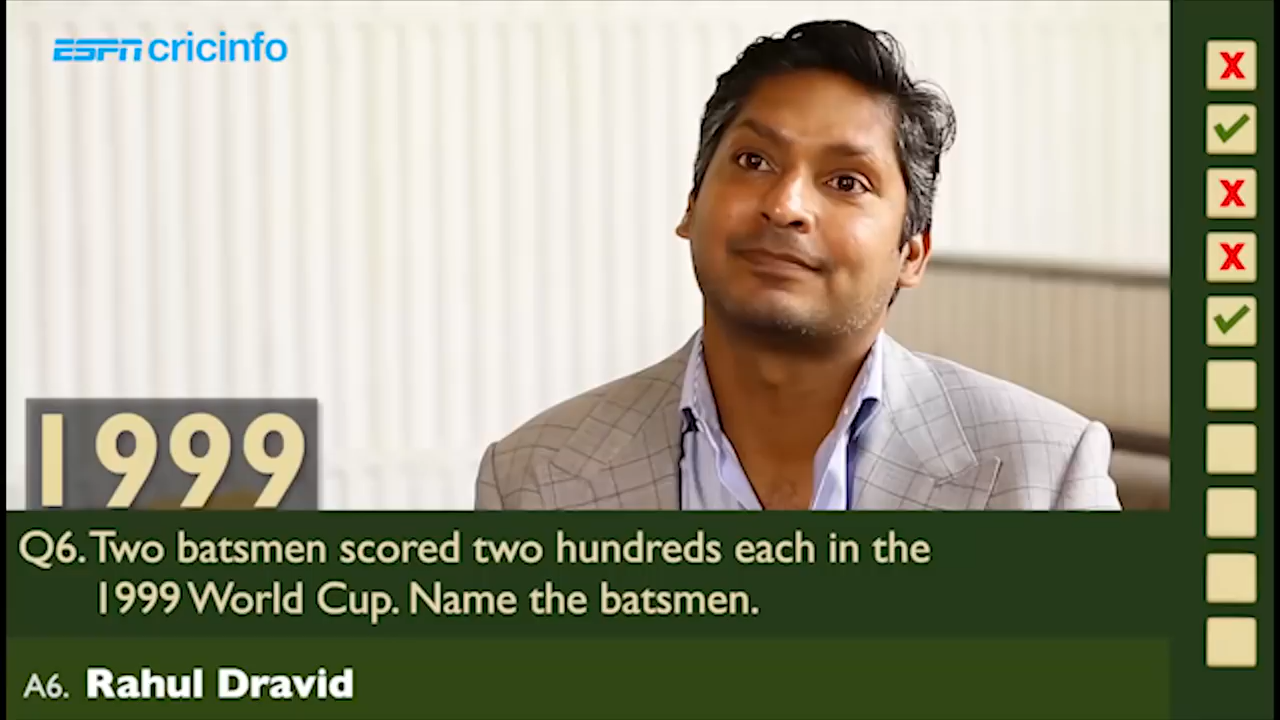 ESPN cricinfo
X
X
X
1999
Q6. Two batsmen scored two hundreds each in the
1999 World Cup. Name the batsmen.
A6. Rahul Dravid